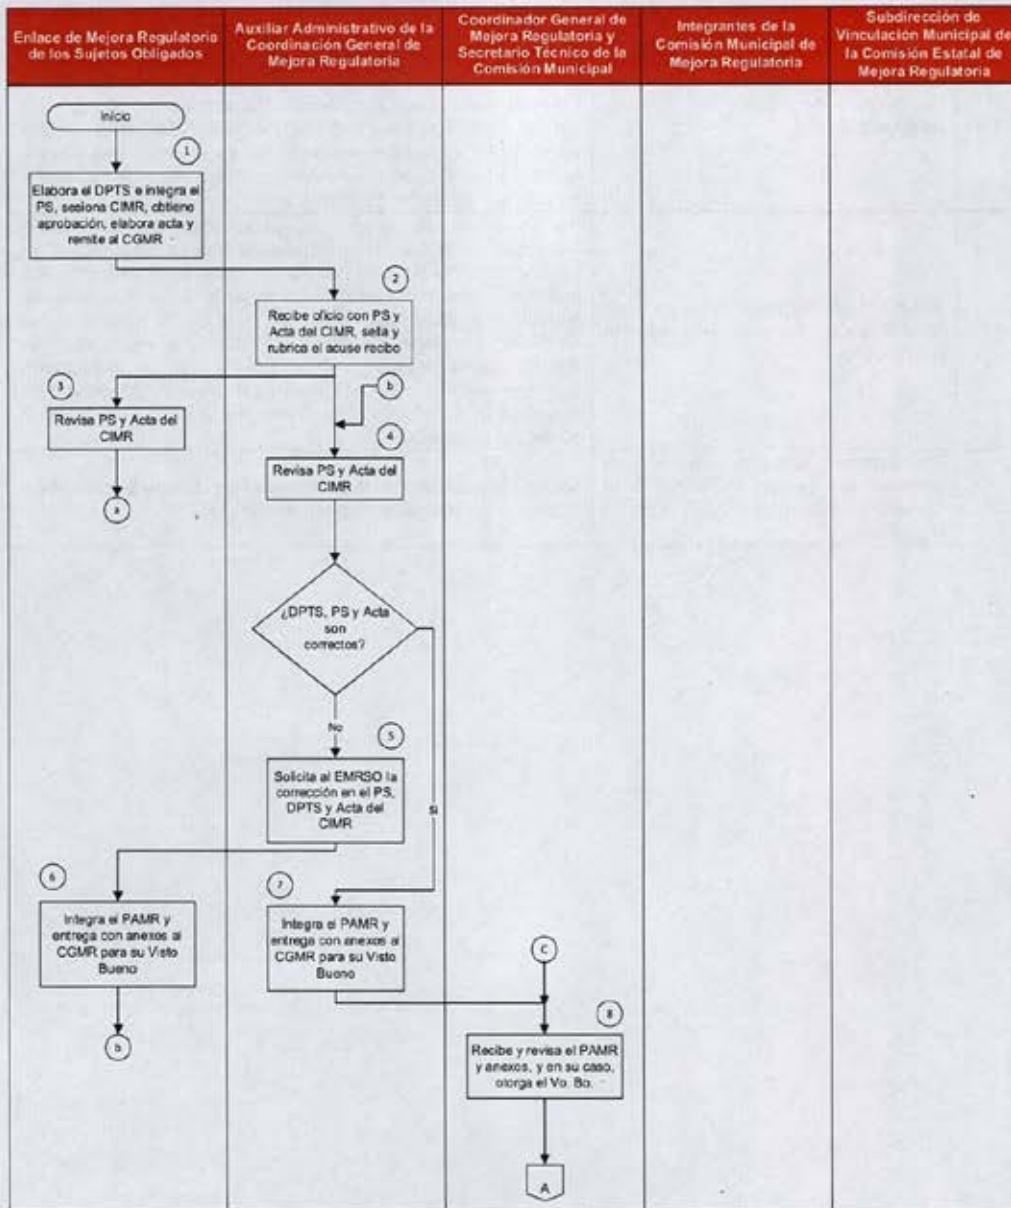 Enlace de Mejora Regulatoria
de los Sujetos Obligados
Auxiliar Administrativo de la
Coordinación General de
Mejora Regulatoria
Coordinador General de
Mejora Regulatoria y
Secretario Técnico de la
Comisión Municipal
Integrantes de la
Comisión Municipal de
Mejora Regulatoria
Subdirección de
Vinculación Municipal de
la Comisión Estatal de
Mejora Regulatoria
Inicio
1
Elabora el DPTS e integra el
PS, sesiona CIMR, obtiene
aprobación, elabora acta y
remite al CGMR
2
Recibe oficio con PS y
Acta del CIMR, sella y
rubrica el acuse recibo
3
Revisa PS y Acta del
CIMR
a
b
4
Revisa PS y Acta del
CIMR
¿DPTS, PS y Acta
son
correctos?
No
Si
5
Solicita al EMRSO la
corrección en el PS,
DPTS y Acta del
CIMR
6
Integra el PAMR y
entrega con anexos al
CGMR para su Visto
Bueno
b
7
Integra el PAMR y
entrega con anexos al
CGMR para su Visto
Bueno
C
8
Recibe y revisa el PAMR
y anexos, y en su caso,
otorga el Vo. Bo.
A